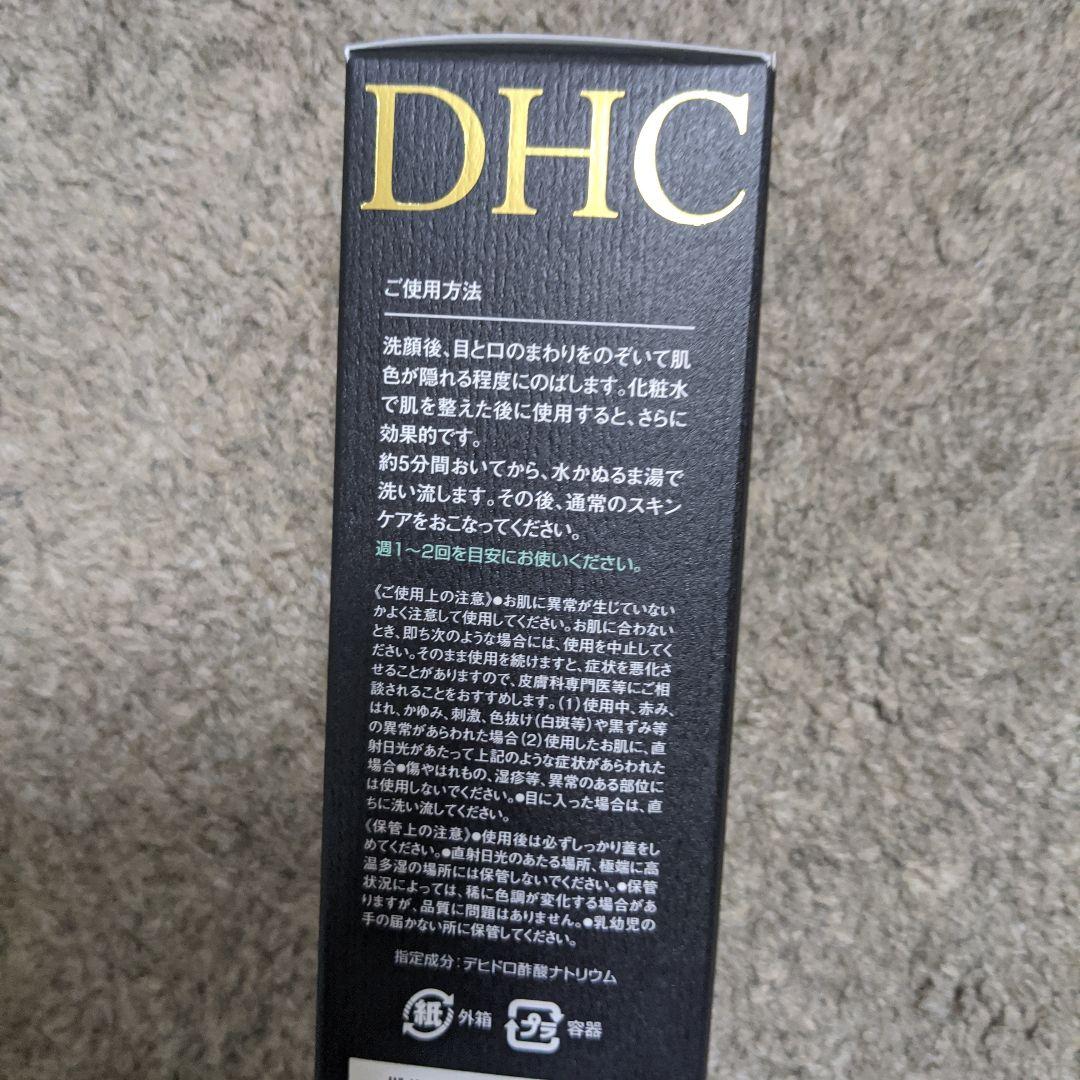 DHC
ご使用方法
洗顔後、目と口のまわりをのぞいて肌
色が隠れる程度にのばします。化粧水
で肌を整えた後に使用すると、さらに
効果的です。
約5分間おいてから、水かぬるま湯で
洗い流します。その後、通常のスキン
ケアをおこなってください。
週1～2回を目安にお使いください。
《ご使用上の注意》●お肌に異常が生じていない
かよく注意して使用してください。お肌に合わない
とき、即ち次のような場合には、使用を中止してく
ださい。そのまま使用を続けますと、症状を悪化さ
せることがありますので、皮膚科専門医等にご相
談されることをおすすめします。(1)使用中、赤み、
はれ、かゆみ、刺激、色抜け(白斑等)や黒ずみ等
の異常があらわれた場合(2)使用したお肌に、直
射日光があたって上記のような症状があらわれた
場合●傷やはれもの、湿疹等、異常のある部位に
は使用しないでください。●目に入った場合は、直
ちに洗い流してください。
《保管上の注意》●使用後は必ずしっかり蓋をし
めてください。●直射日光のあたる場所、極端に高
温多湿の場所には保管しないでください。●保管
状況によっては、稀に色調が変化する場合があ
りますが、品質に問題はありません。●乳幼児の
手の届かない所に保管してください。
指定成分：デヒドロ酢酸ナトリウム
紙 外箱 プラ 容器